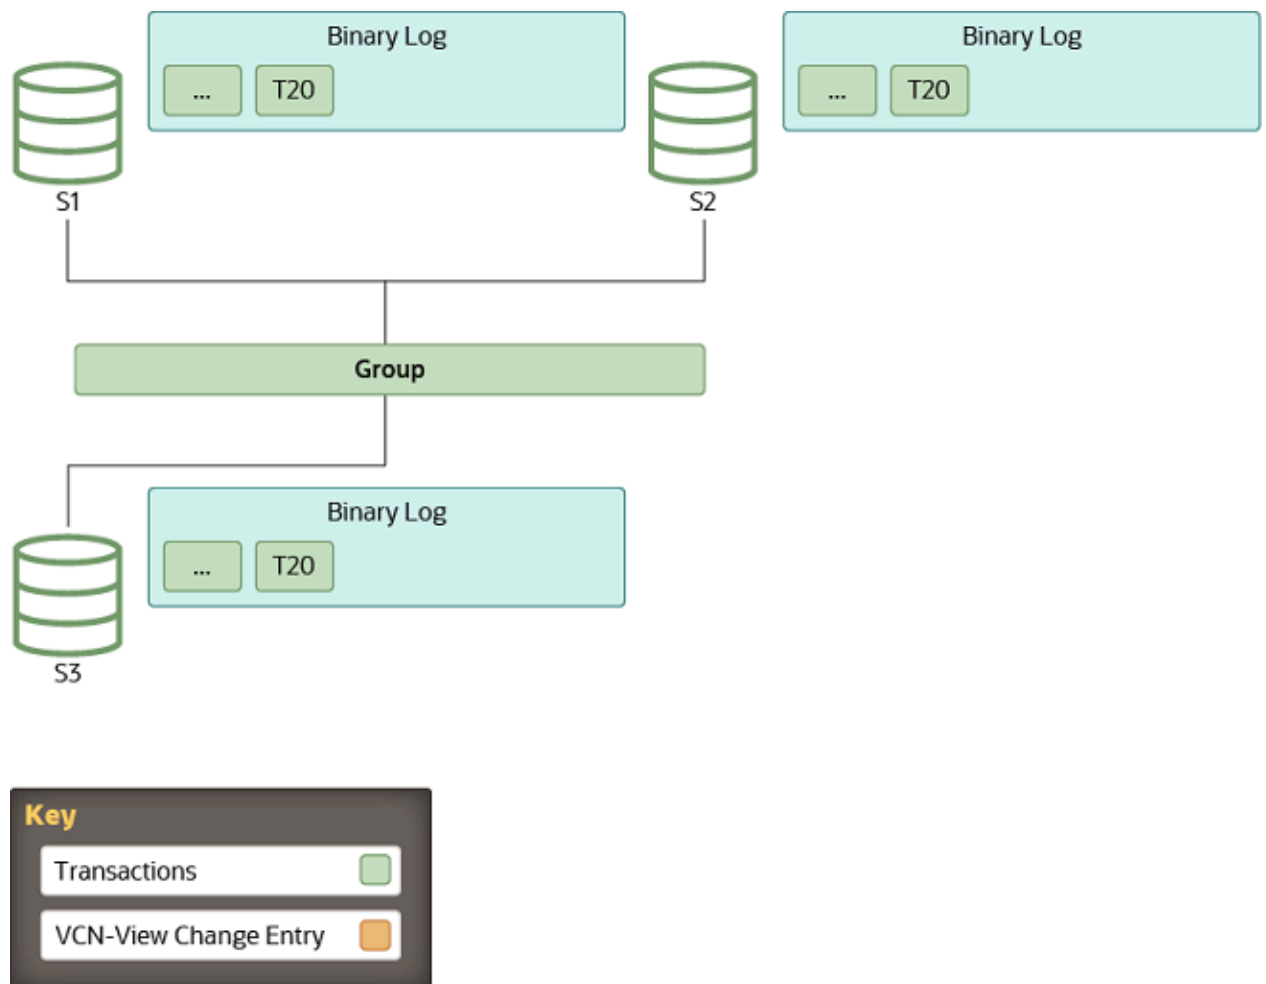 Binary Log
... T20
S1
Binary Log
... T20
S2
Group
Binary Log
... T20
S3
Key
Transactions
VCN-View Change Entry